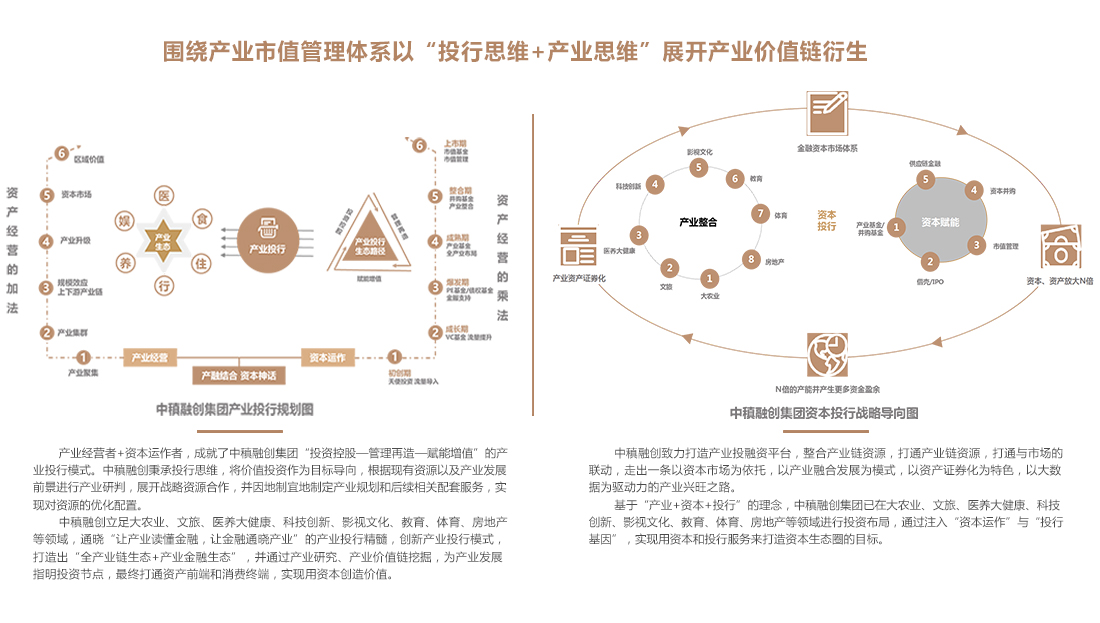 围绕产业市值管理体系以“投行思维+产业思维”展开产业价值链衍生
资产经营的加法
6
区域价值
5
资本市场
4
产业升级
3
规模效应
上下游产业链
2
产业集群
1
产业聚集
医
食
住
行
养
娱
产业
生态
产业投行
产业投行
生态路径
赋能增值
产业经营
资本运作
产融结合 资本神话
6
上市期
市值基金
市值管理
5
整合期
并购基金
产业整合
4
成熟期
产业基金
全产业布局
3
爆发期
PE基金/债权基金
金融支持
2
成长期
VC基金 流量提升
1
初创期
天使投资 流量导入
资产经营的乘法
中稹融创集团产业投行规划图
产业经营者+资本运作者，成就了中稹融创集团“投资控股—管理再造—赋能增值”的产
业投行模式。中稹融创秉承投行思维，将价值投资作为目标导向，根据现有资源以及产业发展
前景进行产业研判，展开战略资源合作，并因地制宜地制定产业规划和后续相关配套服务，实
现对资源的优化配置。
中稹融创立足大农业、文旅、医养大健康、科技创新、影视文化、教育、体育、房地产
等领域，通晓“让产业读懂金融，让金融通晓产业”的产业投行精髓，创新产业投行模式，
打造出“全产业链生态+产业金融生态”，并通过产业研究、产业价值链挖掘，为产业发展
指明投资节点，最终打通资产前端和消费终端，实现用资本创造价值。
金融资本市场体系
产业资产证券化
资本、资产放大N倍
N倍的产能并产生更多资金盈余
产业整合
5
影视文化
6
教育
7
体育
8
房地产
1
大农业
2
文旅
3
医养大健康
4
科技创新
资本
投行
资本赋能
5
供应链金融
4
资本并购
3
市值管理
2
借壳/IPO
1
产业基金/
并购基金
中稹融创集团资本投行战略导向图
中稹融创致力打造产业投融资平台，整合产业链资源，打通产业链资源，打通与市场的
联动，走出一条以资本市场为依托，以产业融合发展为模式，以资产证券化为特色，以大数
据为驱动力的产业兴旺之路。
基于“产业+资本+投行”的理念，中稹融创集团已在大农业、文旅、医养大健康、科技
创新、影视文化、教育、体育、房地产等领域进行投资布局，通过注入“资本运作”与“投行
基因”，实现用资本和投行服务来打造资本生态圈的目标。